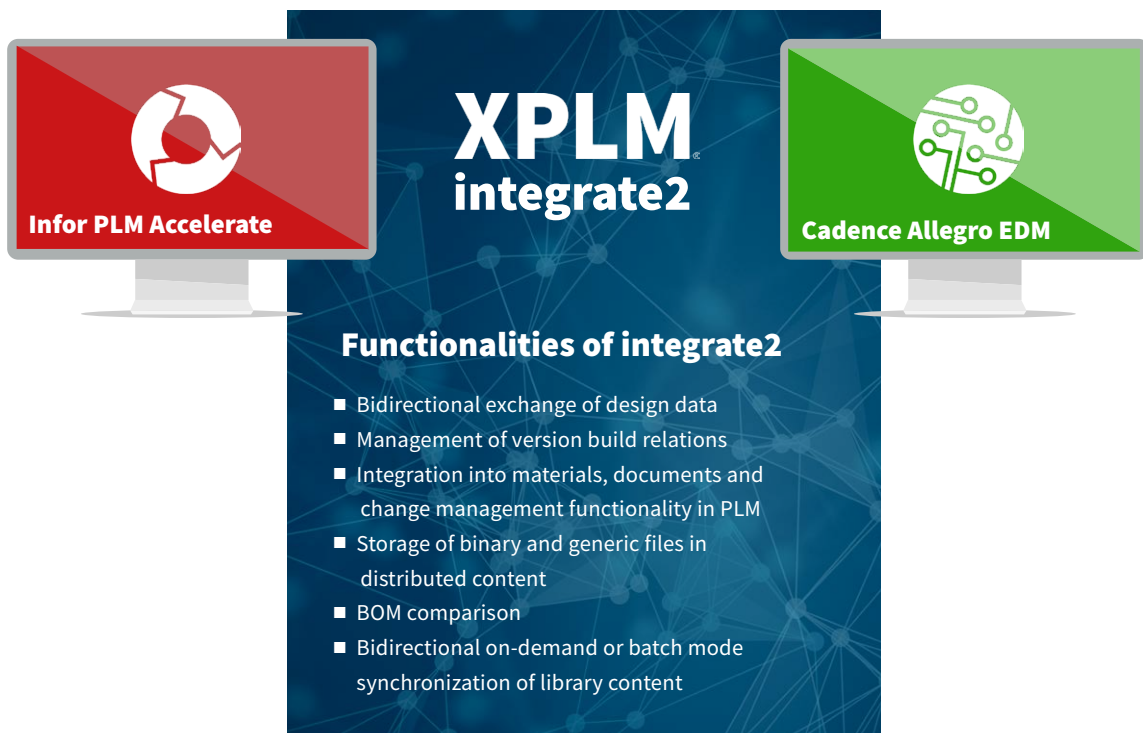 XPLM®
integrate2
Infor PLM Accelerate
Cadence Allegro EDM
Functionalities of integrate2
■ Bidirectional exchange of design data
■ Management of version build relations
■ Integration into materials, documents and
change management functionality in PLM
■ Storage of binary and generic files in
distributed content
■ BOM comparison
■ Bidirectional on-demand or batch mode
synchronization of library content